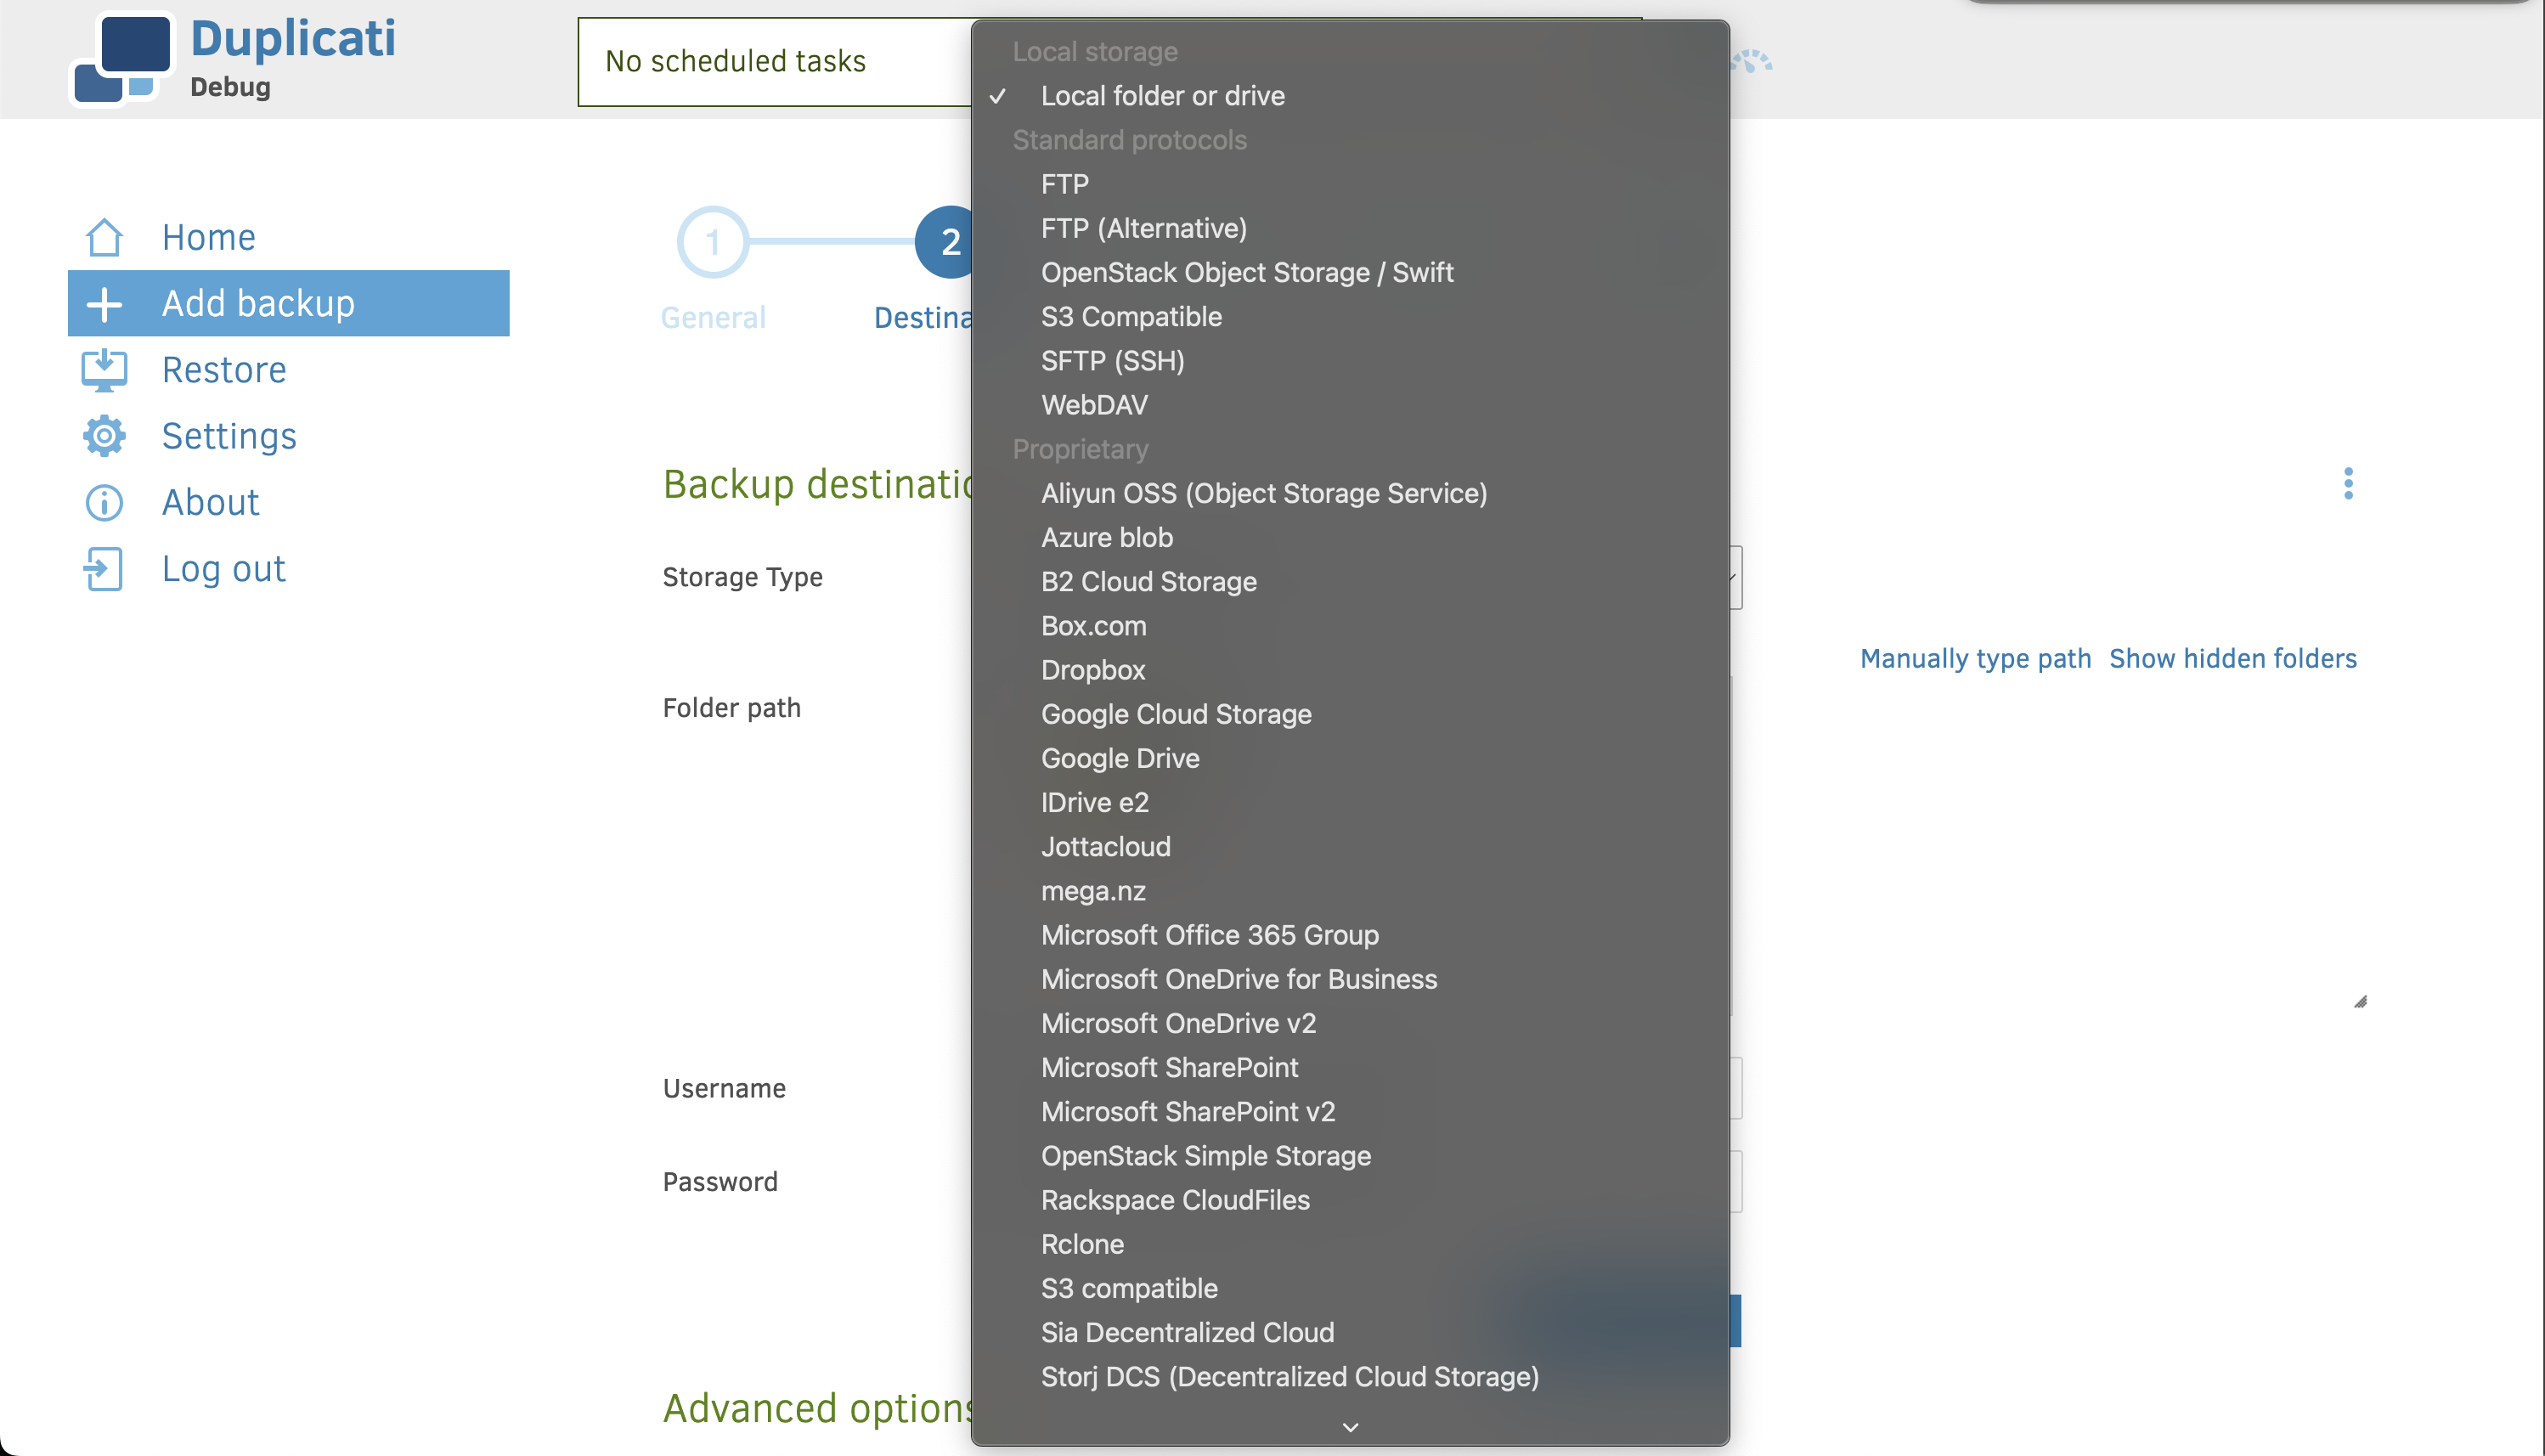 Duplicati
Debug
No scheduled tasks
Home
Add backup
Restore
Settings
About
Log out
1
2
General
Destina
Backup destinatio
Storage Type
Manually type path Show hidden folders
Folder path
Username
Password
Advanced options
Local storage
✓ Local folder or drive
Standard protocols
FTP
FTP (Alternative)
OpenStack Object Storage / Swift
S3 Compatible
SFTP (SSH)
WebDAV
Proprietary
Aliyun OSS (Object Storage Service)
Azure blob
B2 Cloud Storage
Box.com
Dropbox
Google Cloud Storage
Google Drive
IDrive e2
Jottacloud
mega.nz
Microsoft Office 365 Group
Microsoft OneDrive for Business
Microsoft OneDrive v2
Microsoft SharePoint
Microsoft SharePoint v2
OpenStack Simple Storage
Rackspace CloudFiles
Rclone
S3 compatible
Sia Decentralized Cloud
Storj DCS (Decentralized Cloud Storage)